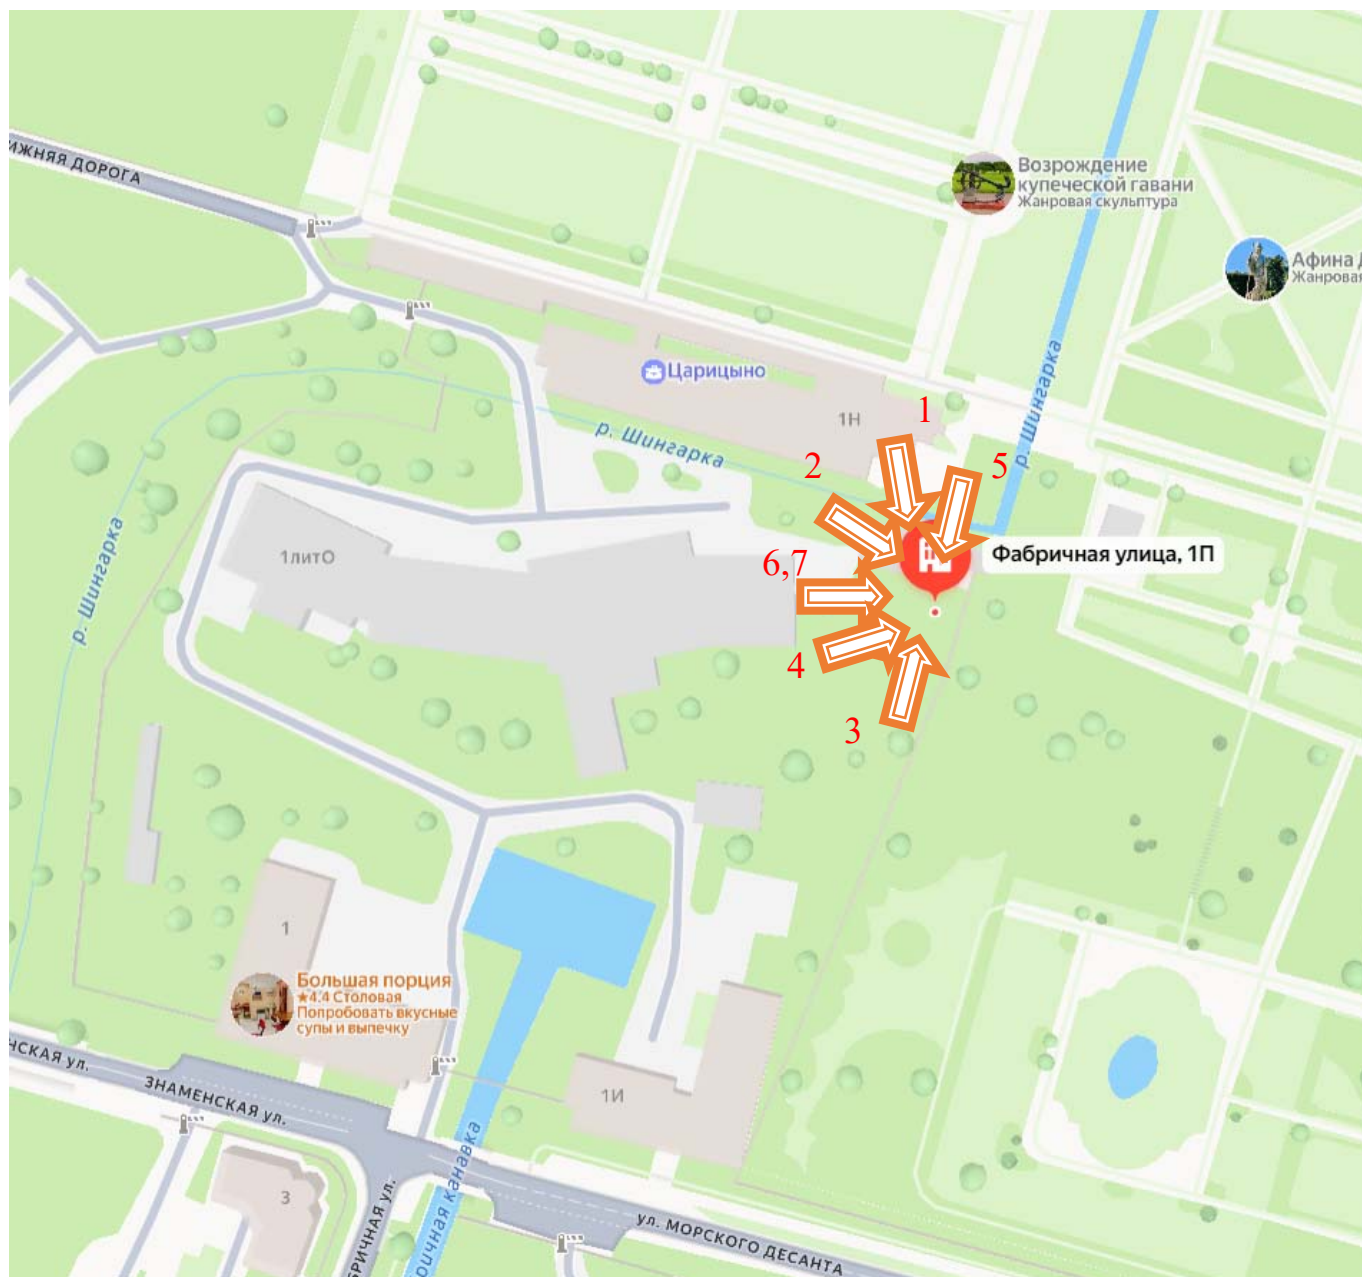 ИЖНЯЯ ДОРОГА
Возрождение
купеческой гавани
Жанровая скульптура
Афина Д
Жанровая
р. Шингарка
Царицыно
1Н
1
р. Шингарка
2
5
1литО
6,7
Фабричная улица, 1П
р. Шингарка
4
3
1
Большая порция
★4.4 Столовая
Попробовать вкусные
супы и выпечку
НСКАЯ ул.
ЗНАМЕНСКАЯ ул.
1И
3
БРИЧНАЯ ул.
ричная канавка
ул. МОРСКОГО ДЕСАНТА